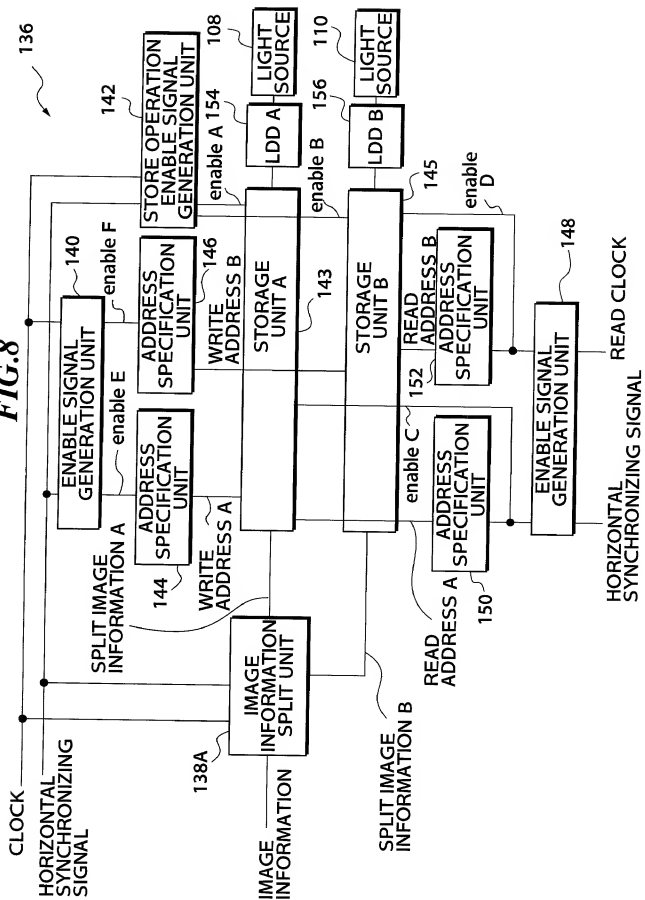 FIG.8
136
CLOCK
HORIZONTAL
SYNCHRONIZING
SIGNAL
ENABLE SIGNAL
GENERATION UNIT
140
STORE OPERATION
ENABLE SIGNAL
GENERATION UNIT
142
enable E
enable F
ADDRESS
SPECIFICATION
UNIT
144
ADDRESS
SPECIFICATION
UNIT
146
SPLIT IMAGE
INFORMATION A
WRITE
ADDRESS A
WRITE
ADDRESS B
enable A
154
108
IMAGE
INFORMATION
IMAGE
INFORMATION
SPLIT UNIT
138A
STORAGE
UNIT A
143
LDD A
LIGHT
SOURCE
enable B
156
110
STORAGE
UNIT B
145
LDD B
LIGHT
SOURCE
SPLIT IMAGE
INFORMATION B
READ
ADDRESS A
enable C
READ
ADDRESS B
enable
D
ADDRESS
SPECIFICATION
UNIT
150
152
ADDRESS
SPECIFICATION
UNIT
ENABLE SIGNAL
GENERATION UNIT
148
HORIZONTAL
SYNCHRONIZING SIGNAL
READ CLOCK